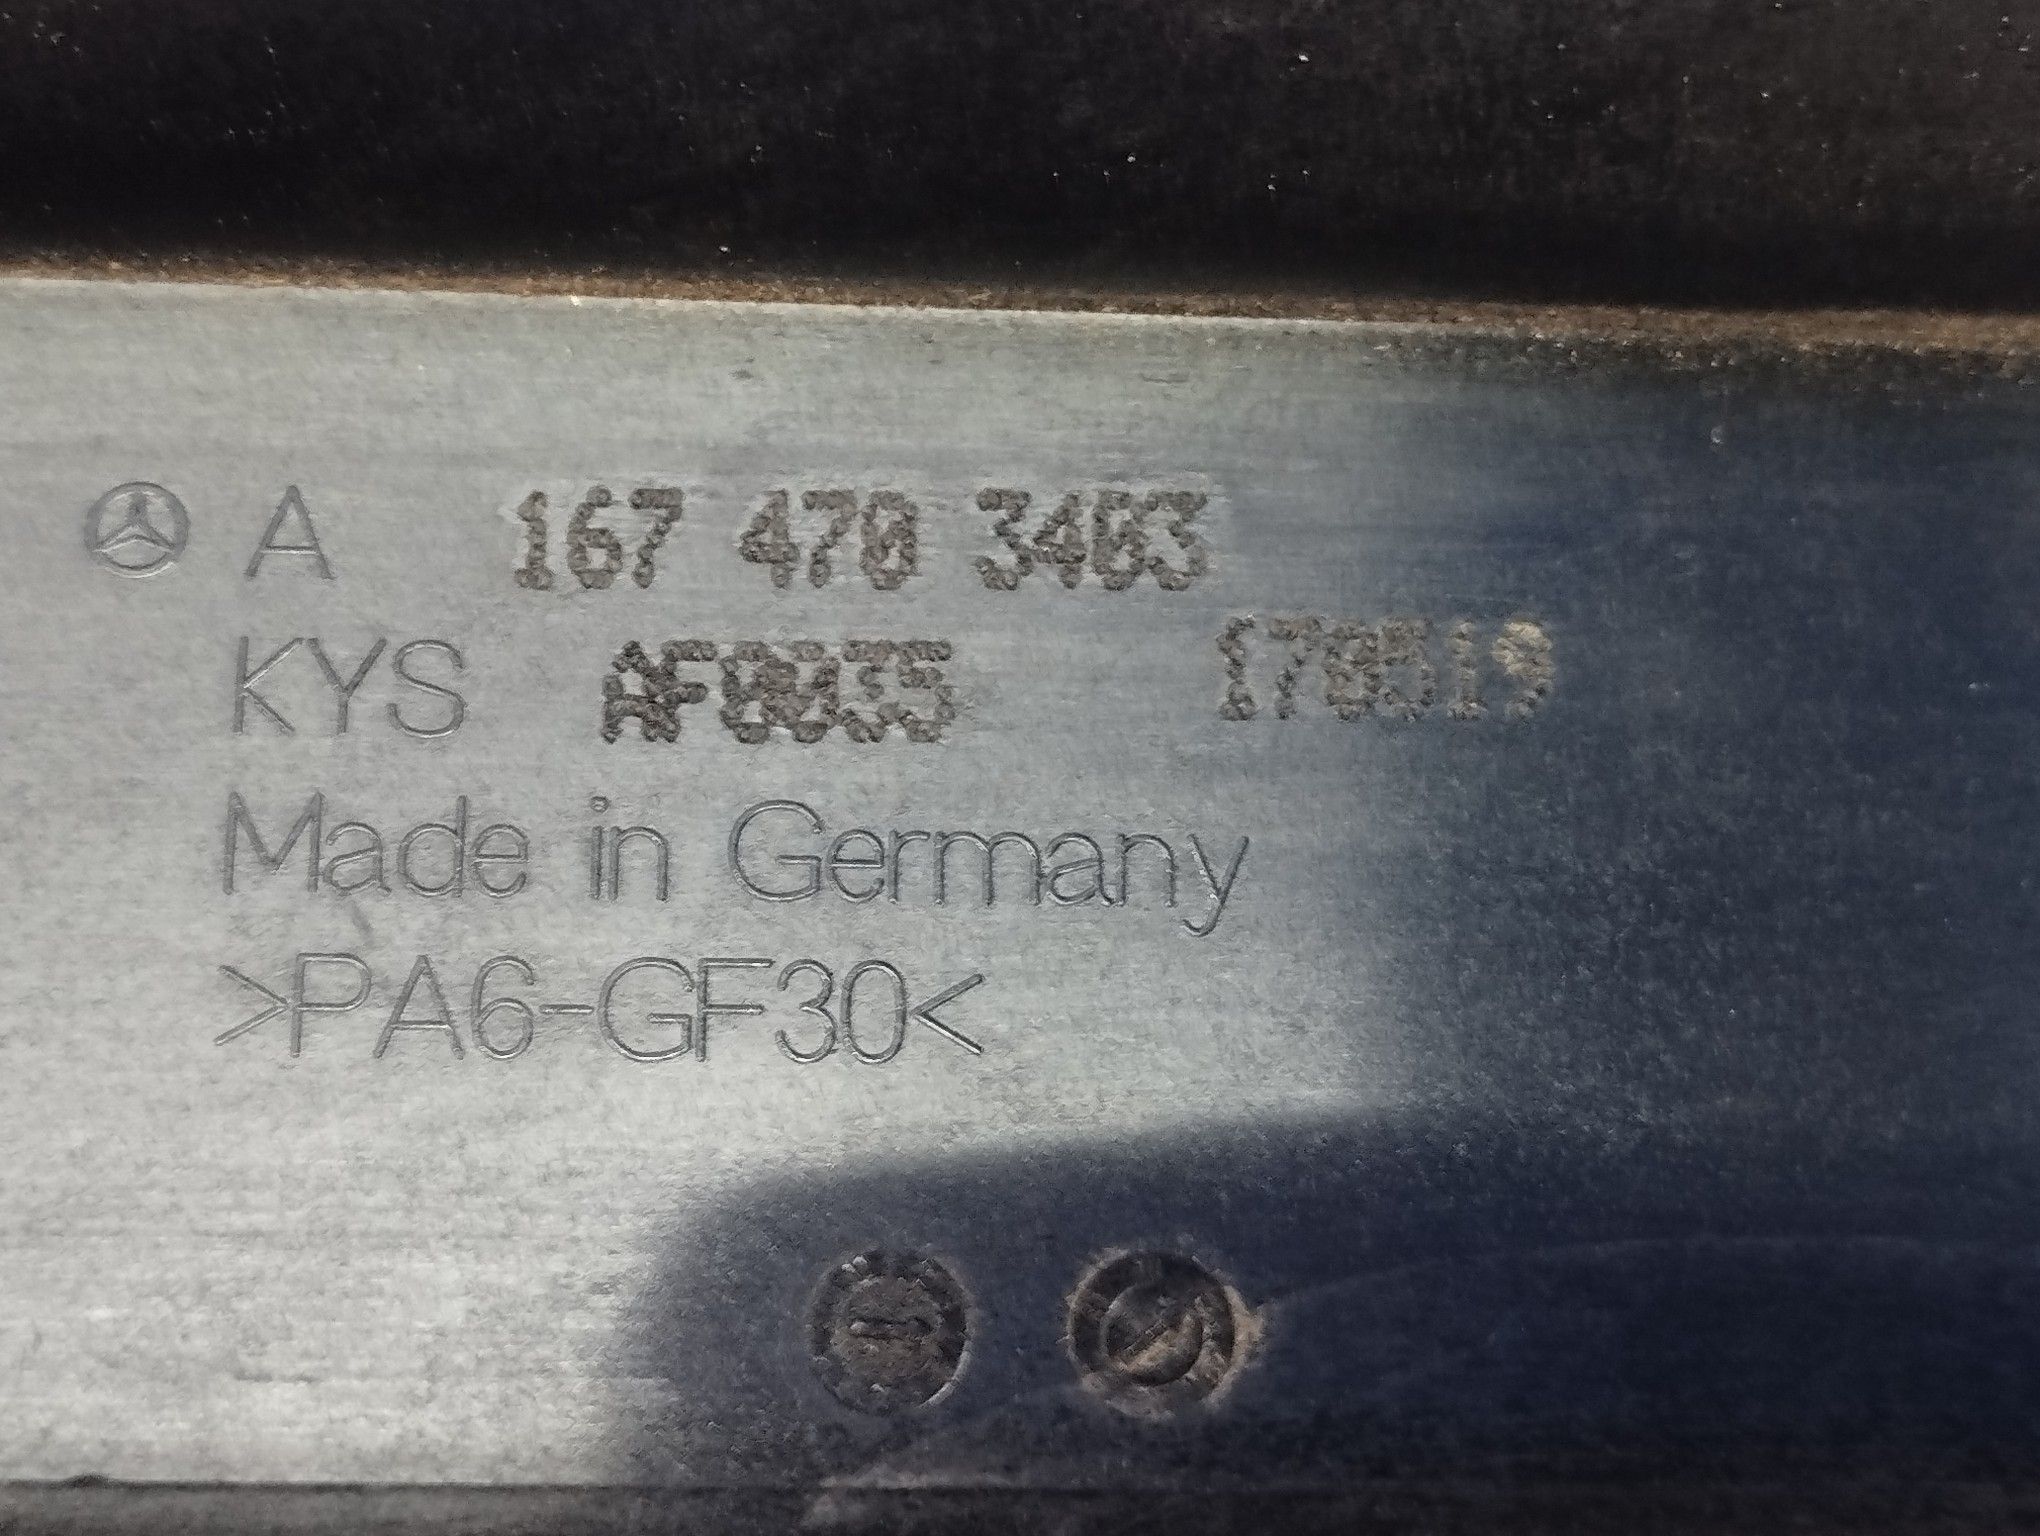 A 167 470 3403
KYS AF0035 170519
Made in Germany
>PA6-GF30<